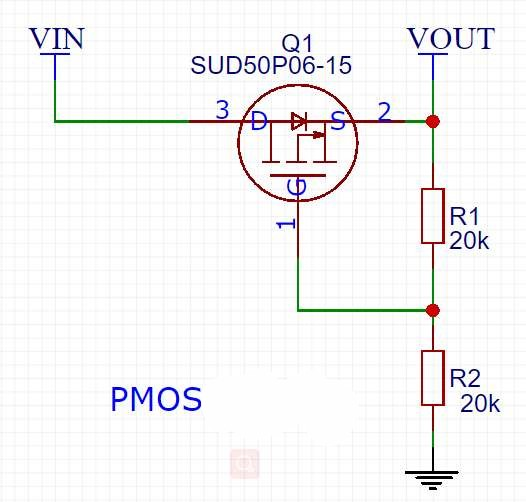 VIN
Q1
SUD50P06-15
VOUT
3
D
S
2
G
1
R1
20k
R2
20k
PMOS